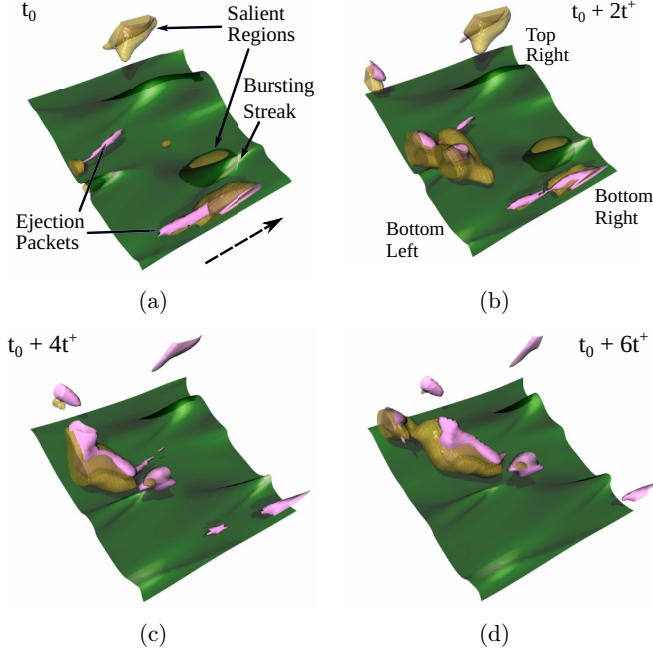 t₀
Salient
Regions
Bursting
Streak
Ejection
Packets
(a)
t₀ + 2t⁺
Top
Right
Bottom
Left
Bottom
Right
(b)
t₀ + 4t⁺
(c)
t₀ + 6t⁺
(d)